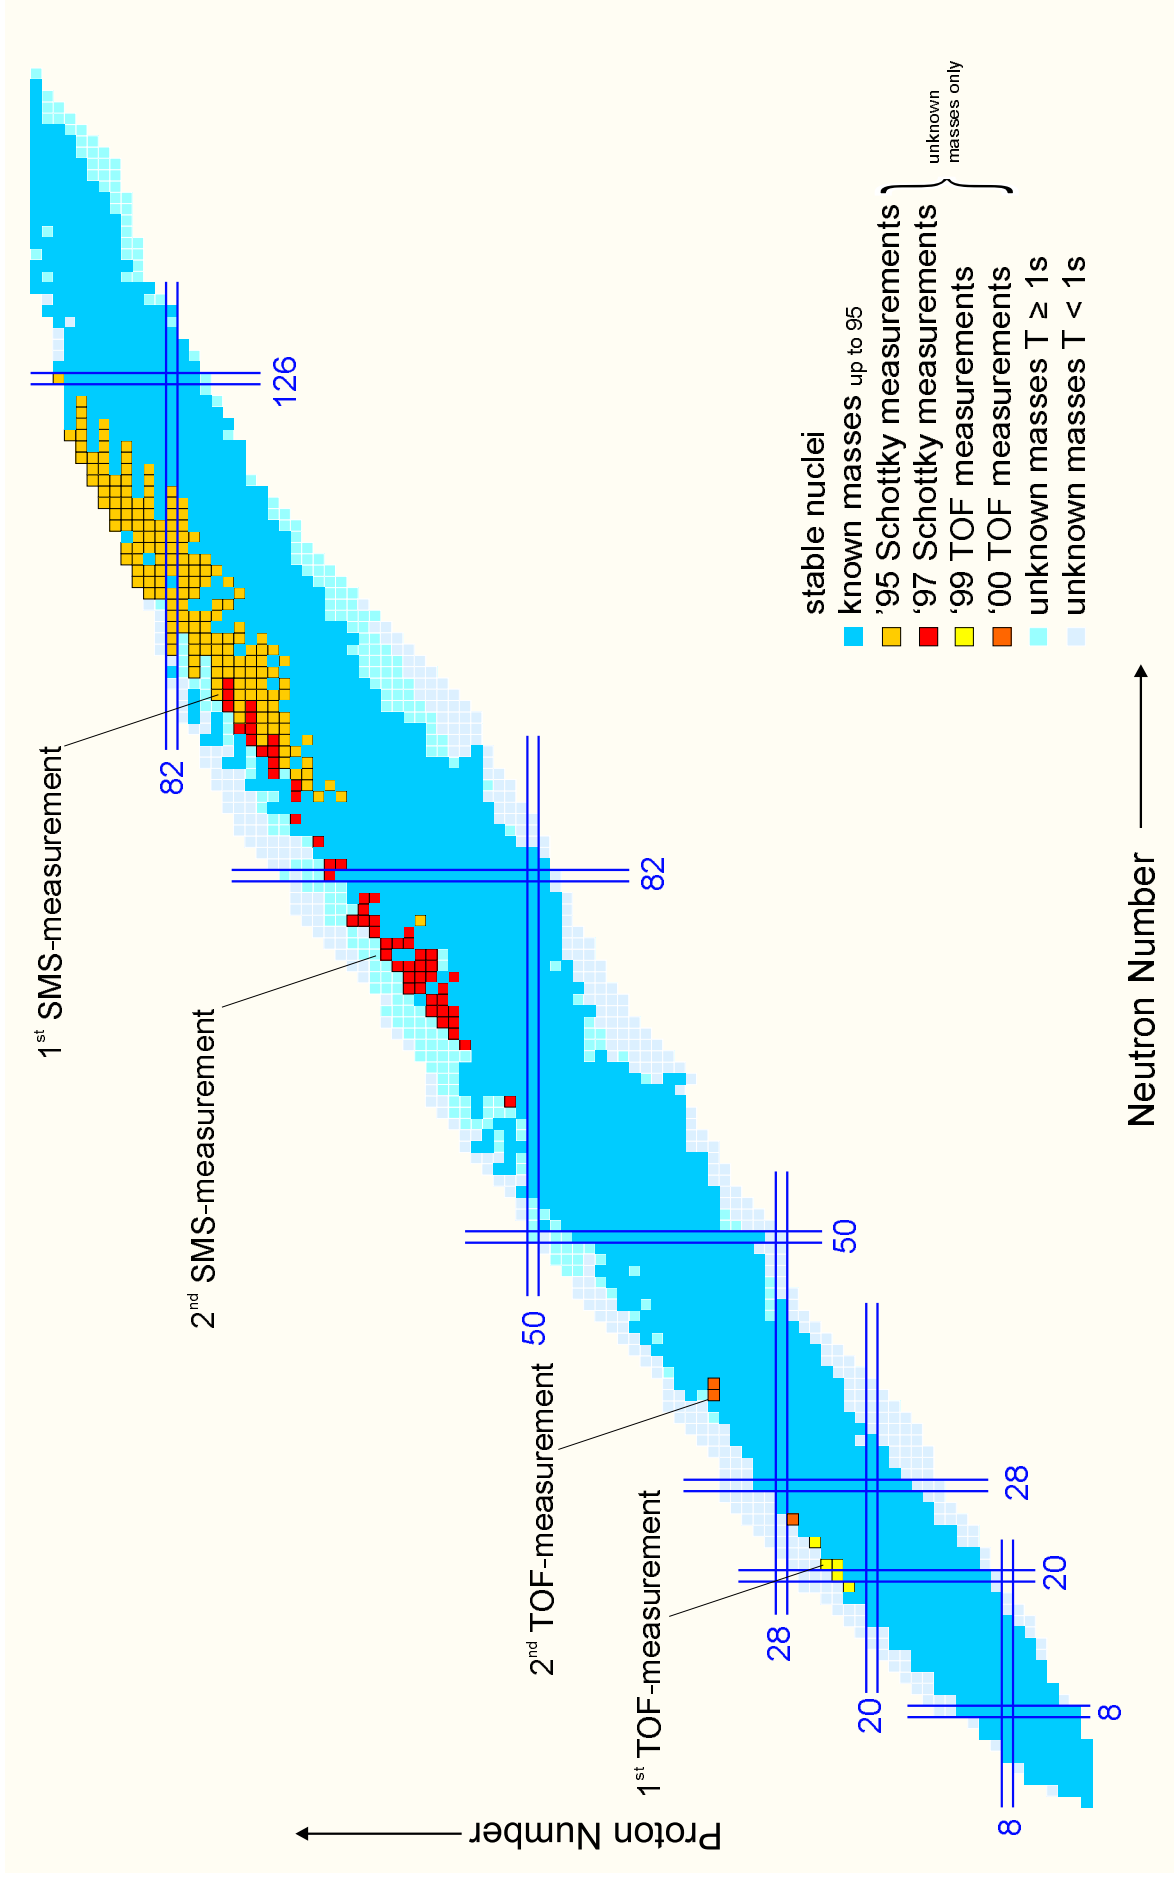 1st SMS-measurement
2nd SMS-measurement
2nd TOF-measurement
1st TOF-measurement
82
126
82
50
50
28
28
20
20
8
8
Proton Number
Neutron Number
stable nuclei
known masses up to 95
'95 Schottky measurements
‘97 Schottky measurements
‘99 TOF measurements
‘00 TOF measurements
unknown masses T ≥ 1s
unknown masses T < 1s
unknown
masses only